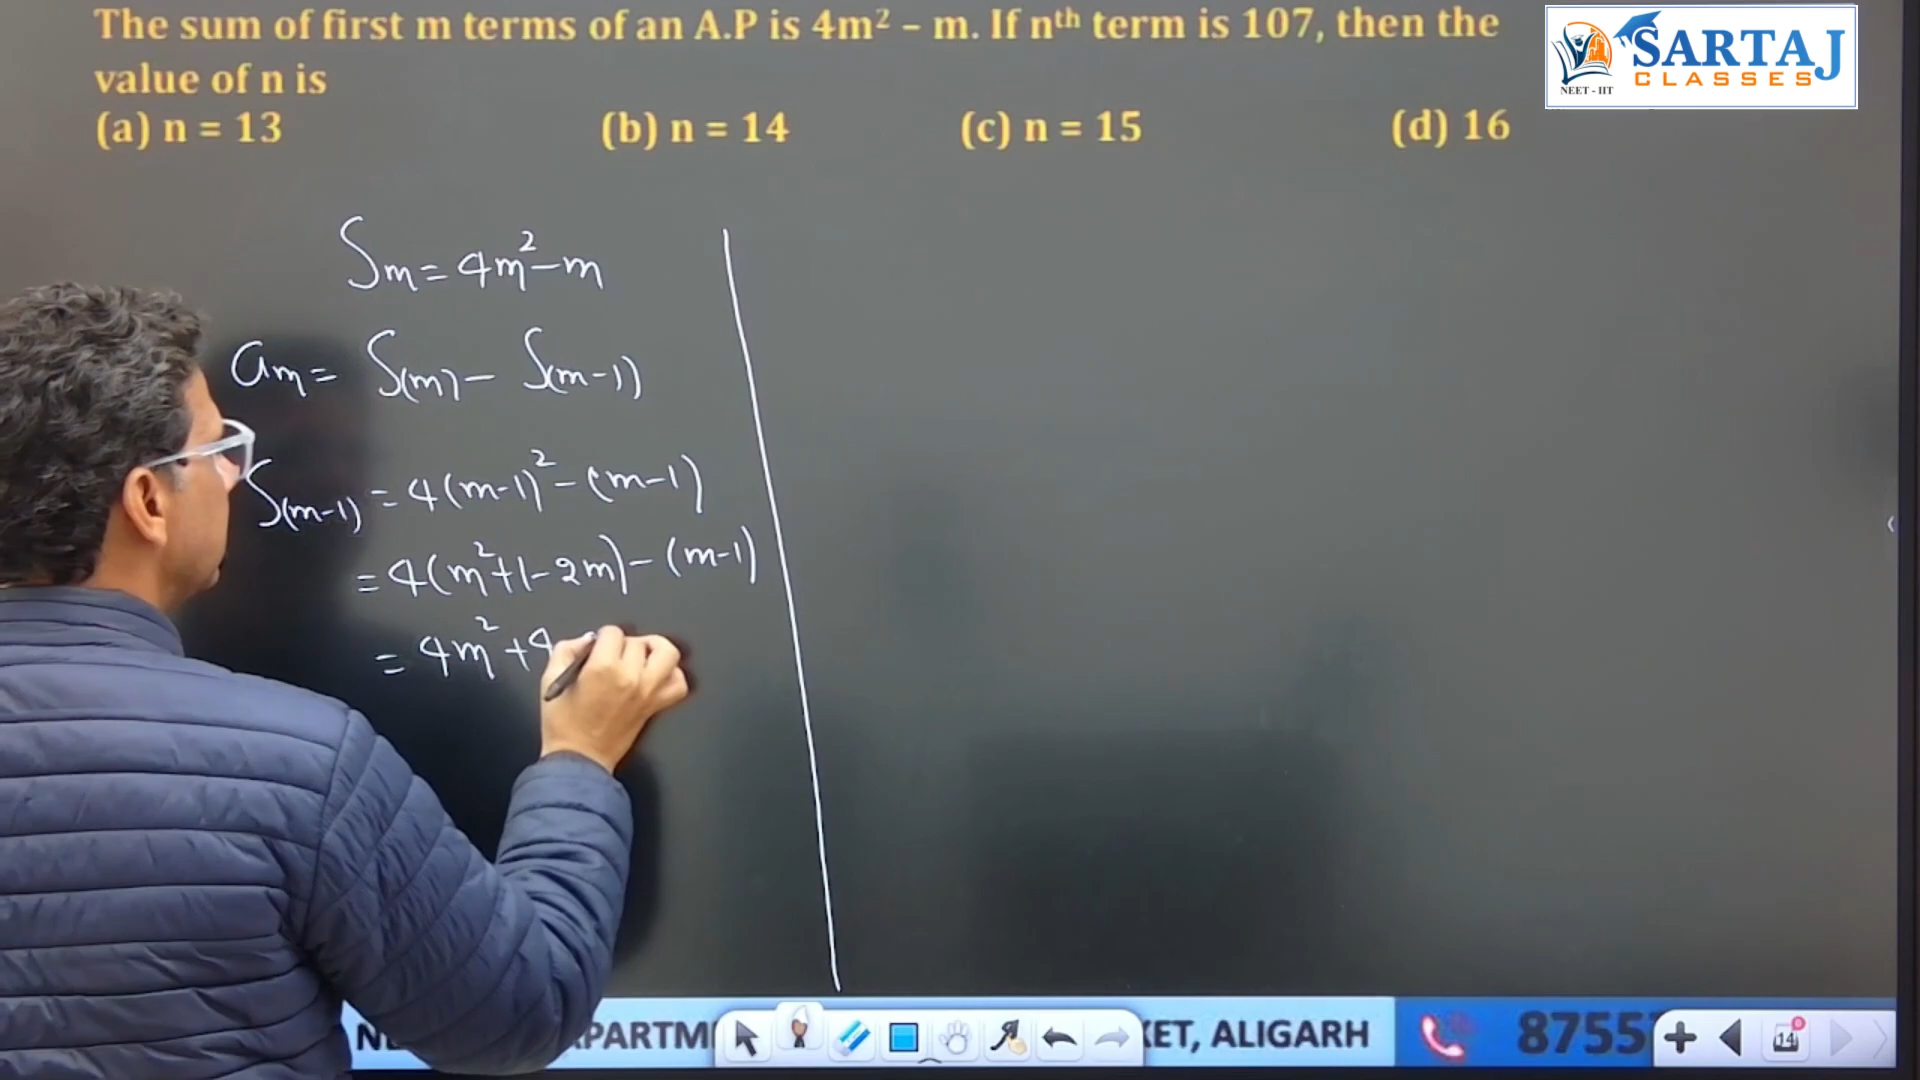 The sum of first m terms of an A.P is 4m² – m. If nᵗʰ term is 107, then the
value of n is
(a) n = 13 (b) n = 14 (c) n = 15 (d) 16
SARTAJ
CLASSES
NEET - IIT
Sm = 4m² - m
am = S(m) - S(m-1)
S(m-1) = 4(m-1)² - (m-1)
= 4(m²+1-2m) - (m-1)
= 4m² + 4
KET, ALIGARH
8755
14